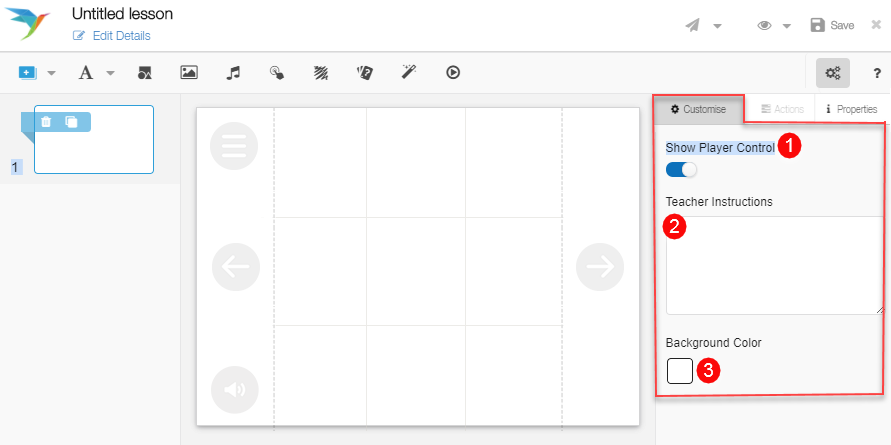 Untitled lesson
Edit Details
Save
A
?
Customise
Actions
Properties
1
Show Player Control
1
Teacher Instructions
2
Background Color
3